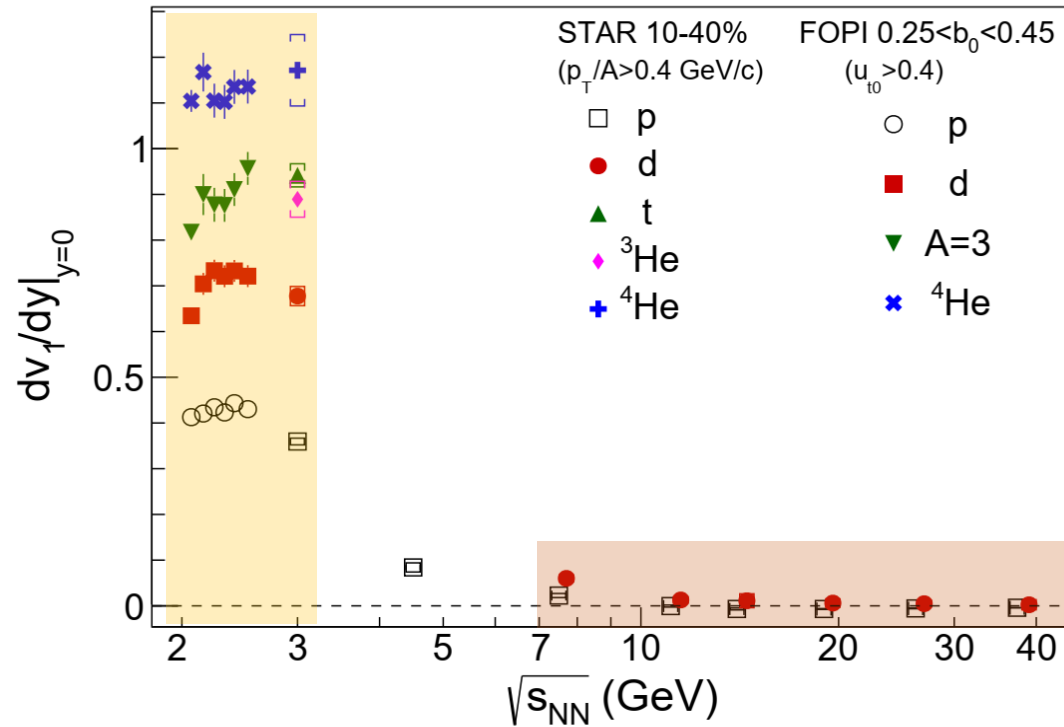 STAR 10-40%
(p_T/A>0.4 GeV/c)
p
d
t
³He
⁴He
FOPI 0.25<b₀<0.45
(u_t0>0.4)
p
d
A=3
⁴He
dv₁/dy|_y=0
1
0.5
0
2 3 5 7 10 20 30 40
√s_NN (GeV)